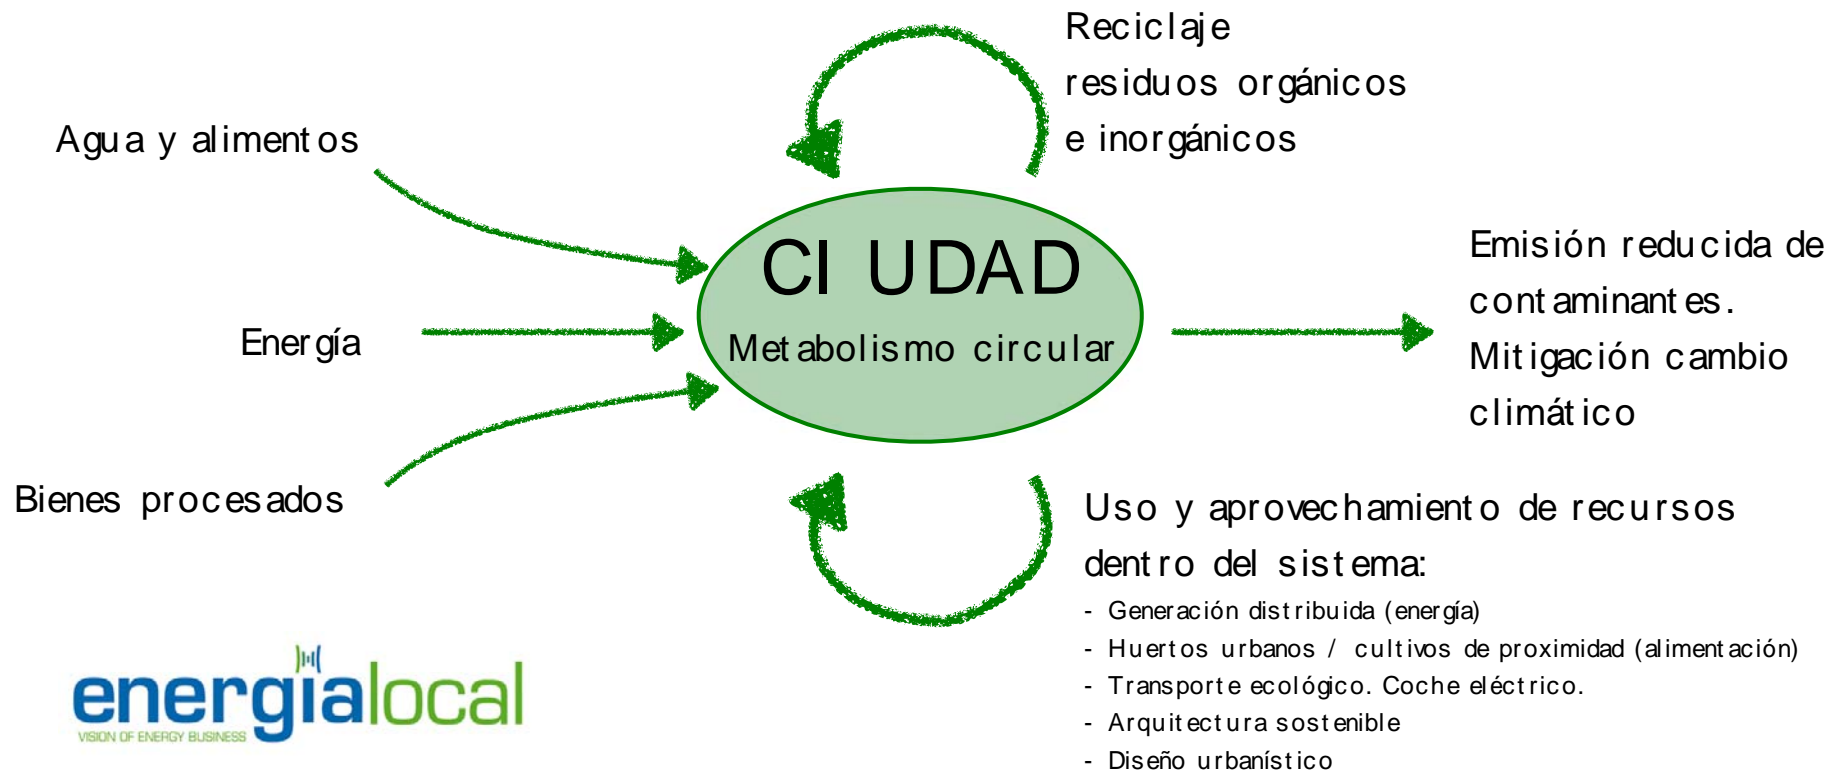 Reciclaje
residuos orgánicos
e inorgánicos
Agua y alimentos
CIUDAD
Metabolismo circular
Energía
Emisión reducida de
contaminantes.
Mitigación cambio
climático
Bienes procesados
Uso y aprovechamiento de recursos
dentro del sistema:
- Generación distribuida (energía)
- Huertos urbanos / cultivos de proximidad (alimentación)
- Transporte ecológico. Coche eléctrico.
- Arquitectura sostenible
- Diseño urbanístico
energíalocal
VISION OF ENERGY BUSINESS